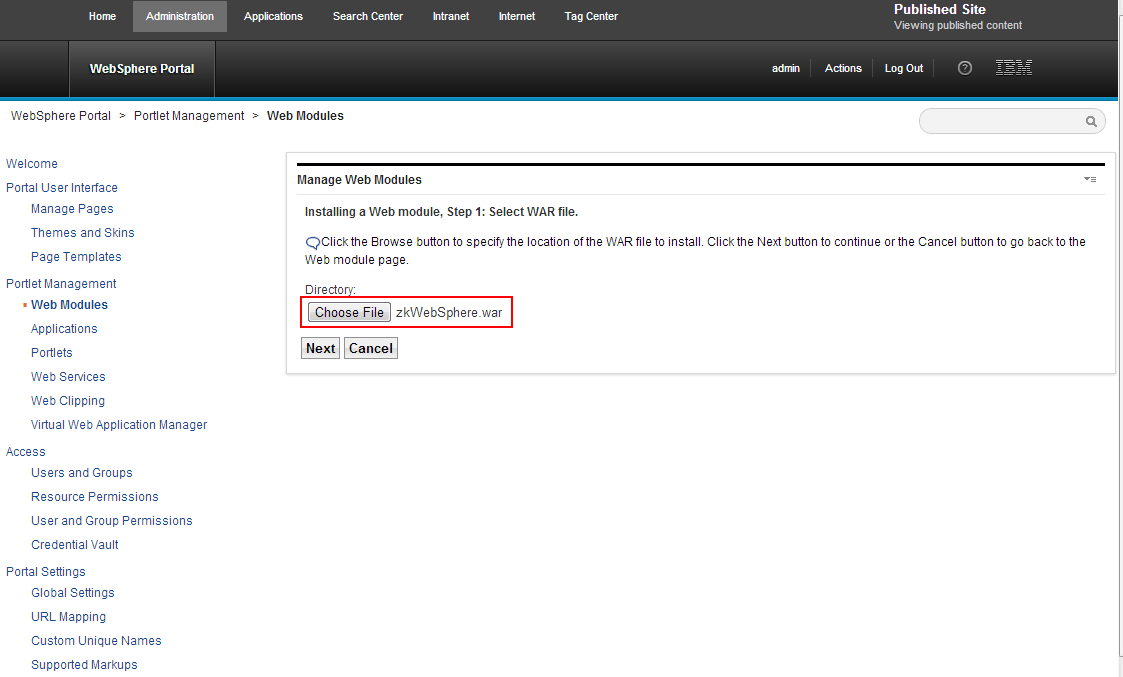 Home Administration Applications Search Center Intranet Internet Tag Center
Published Site
Viewing published content
WebSphere Portal
admin Actions Log Out ? IBM
WebSphere Portal > Portlet Management > Web Modules
Welcome
Portal User Interface
Manage Pages
Themes and Skins
Page Templates
Portlet Management
Web Modules
Applications
Portlets
Web Services
Web Clipping
Virtual Web Application Manager
Access
Users and Groups
Resource Permissions
User and Group Permissions
Credential Vault
Portal Settings
Global Settings
URL Mapping
Custom Unique Names
Supported Markups
Manage Web Modules
Installing a Web module, Step 1: Select WAR file.
Click the Browse button to specify the location of the WAR file to install. Click the Next button to continue or the Cancel button to go back to the
Web module page.
Directory:
Choose File zkWebSphere.war
Next Cancel